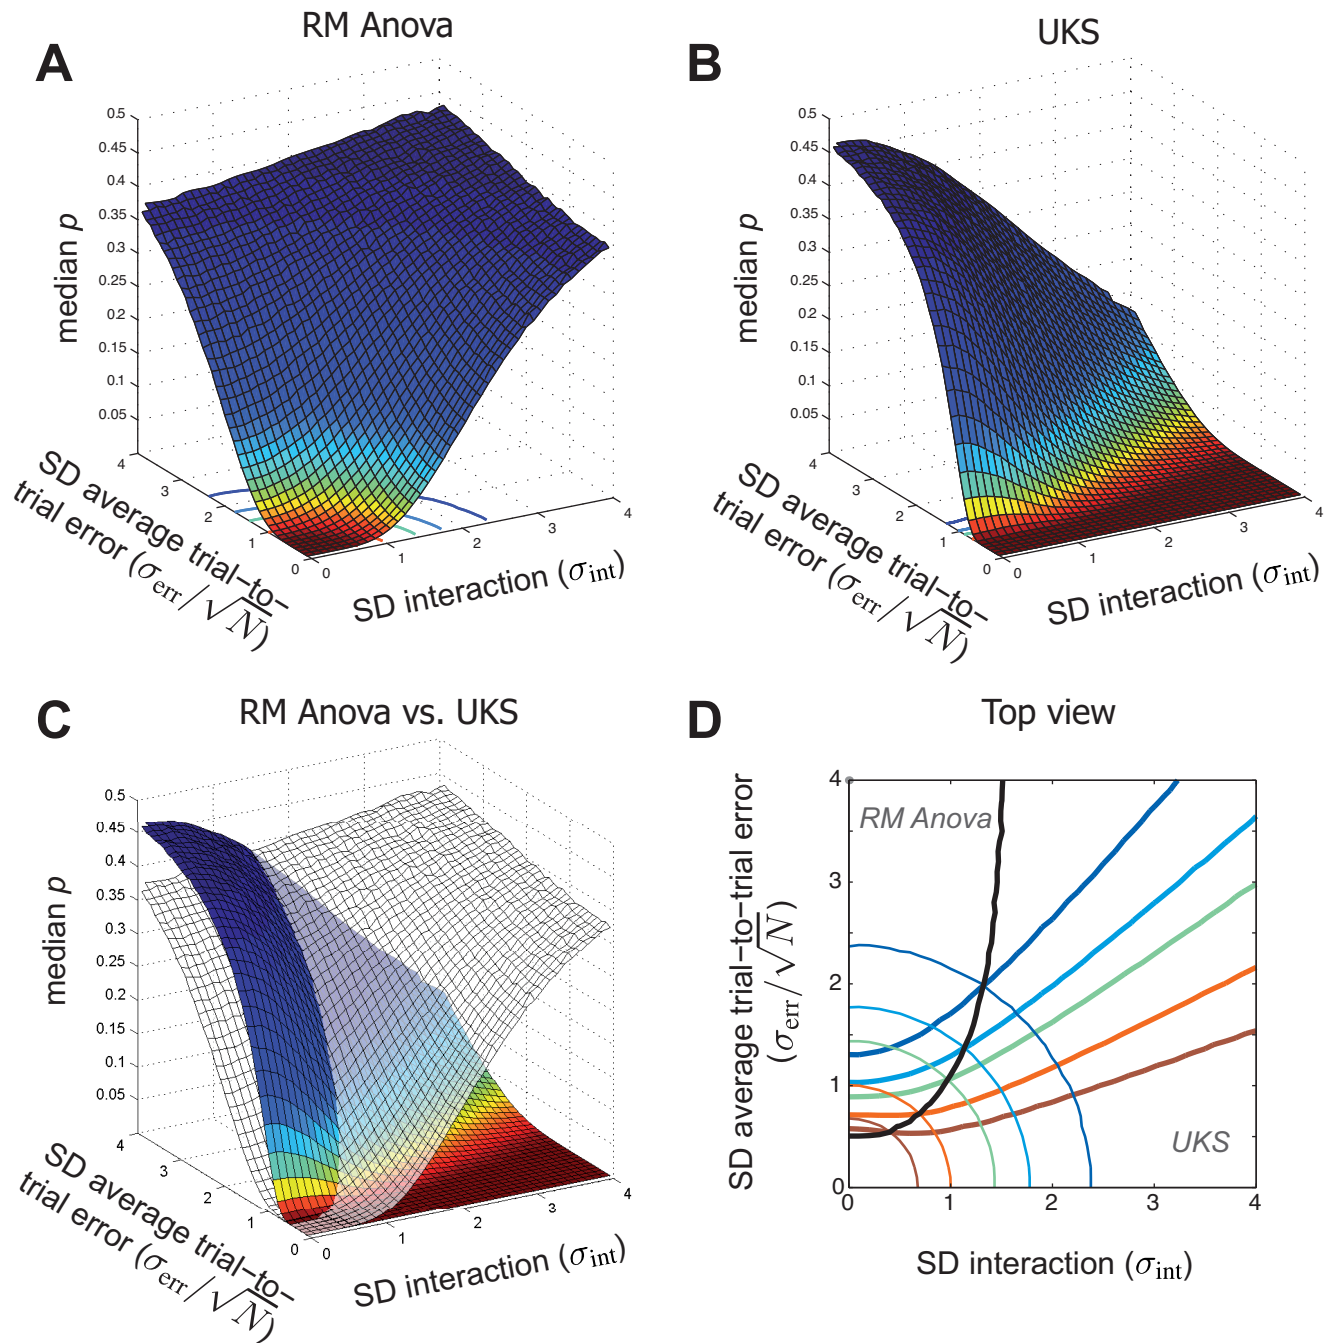 RM Anova
A
median p
0.5
0.45
0.4
0.35
0.3
0.25
0.2
0.15
0.1
0.05
4
3
2
1
0
0
1
2
3
4
SD average trial–to–
trial error (σerr/√N)
SD interaction (σint)
UKS
B
median p
0.5
0.45
0.4
0.35
0.3
0.25
0.2
0.15
0.1
0.05
4
3
2
1
0
0
1
2
3
4
SD average trial–to–
trial error (σerr/√N)
SD interaction (σint)
RM Anova vs. UKS
C
median p
0.5
0.45
0.4
0.35
0.3
0.25
0.2
0.15
0.1
0.05
4
3
2
1
0
0
1
2
3
4
SD average trial–to–
trial error (σerr/√N)
SD interaction (σint)
Top view
D
SD average trial–to–trial error
(σerr/√N)
4
3
2
1
0
RM Anova
UKS
0
1
2
3
4
SD interaction (σint)